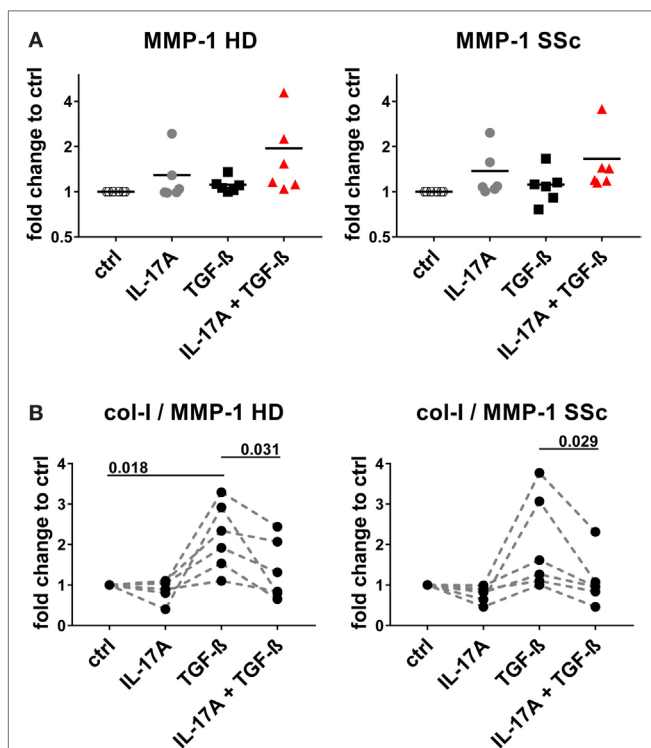 A
MMP-1 HD
MMP-1 SSc
fold change to ctrl
4
2
1
0.5
ctrl
IL-17A
TGF-ß
IL-17A + TGF-ß
fold change to ctrl
4
2
1
0.5
ctrl
IL-17A
TGF-ß
IL-17A + TGF-ß
B
col-I / MMP-1 HD
col-I / MMP-1 SSc
fold change to ctrl
4
3
2
1
0
0.018
0.031
ctrl
IL-17A
TGF-ß
IL-17A + TGF-ß
fold change to ctrl
4
3
2
1
0
0.029
ctrl
IL-17A
TGF-ß
IL-17A + TGF-ß